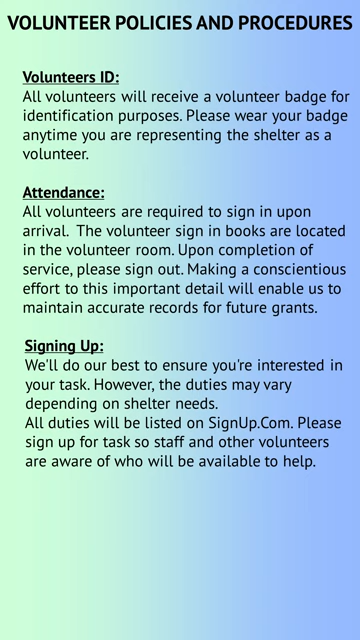 VOLUNTEER POLICIES AND PROCEDURES
Volunteers ID:
All volunteers will receive a volunteer badge for
identification purposes. Please wear your badge
anytime you are representing the shelter as a
volunteer.
Attendance:
All volunteers are required to sign in upon
arrival. The volunteer sign in books are located
in the volunteer room. Upon completion of
service, please sign out. Making a conscientious
effort to this important detail will enable us to
maintain accurate records for future grants.
Signing Up:
We'll do our best to ensure you're interested in
your task. However, the duties may vary
depending on shelter needs.
All duties will be listed on SignUp.Com. Please
sign up for task so staff and other volunteers
are aware of who will be available to help.